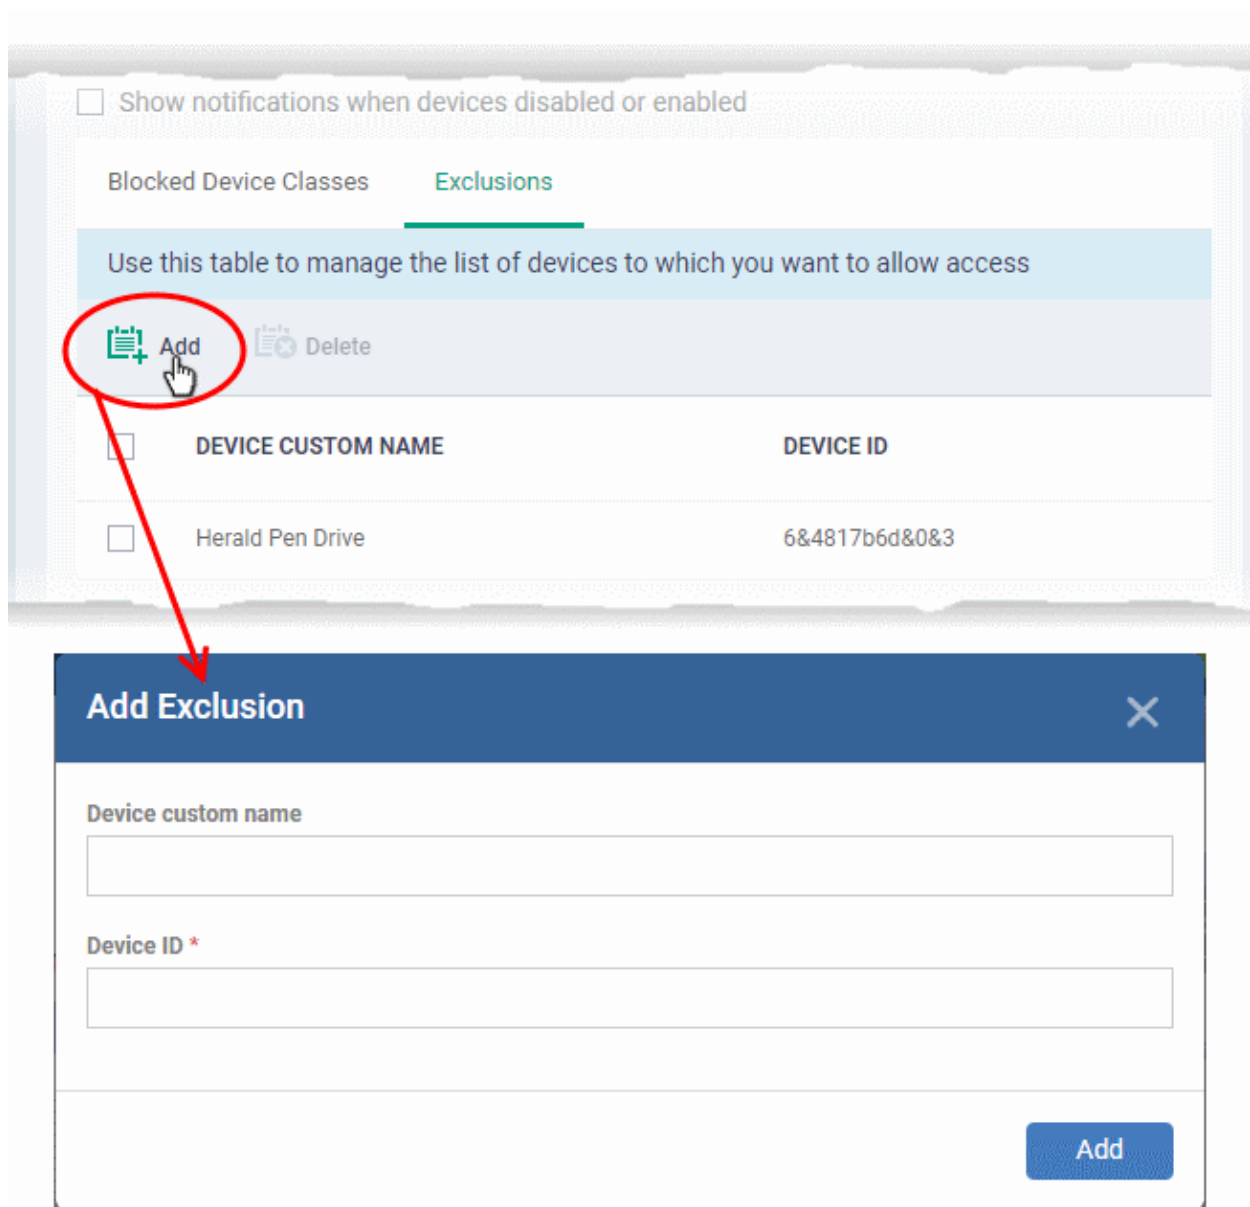 Show notifications when devices disabled or enabled
Blocked Device Classes Exclusions
Use this table to manage the list of devices to which you want to allow access
Add Delete
DEVICE CUSTOM NAME DEVICE ID
Herald Pen Drive 6&4817b6d&0&3
Add Exclusion
Device custom name
Device ID *
Add